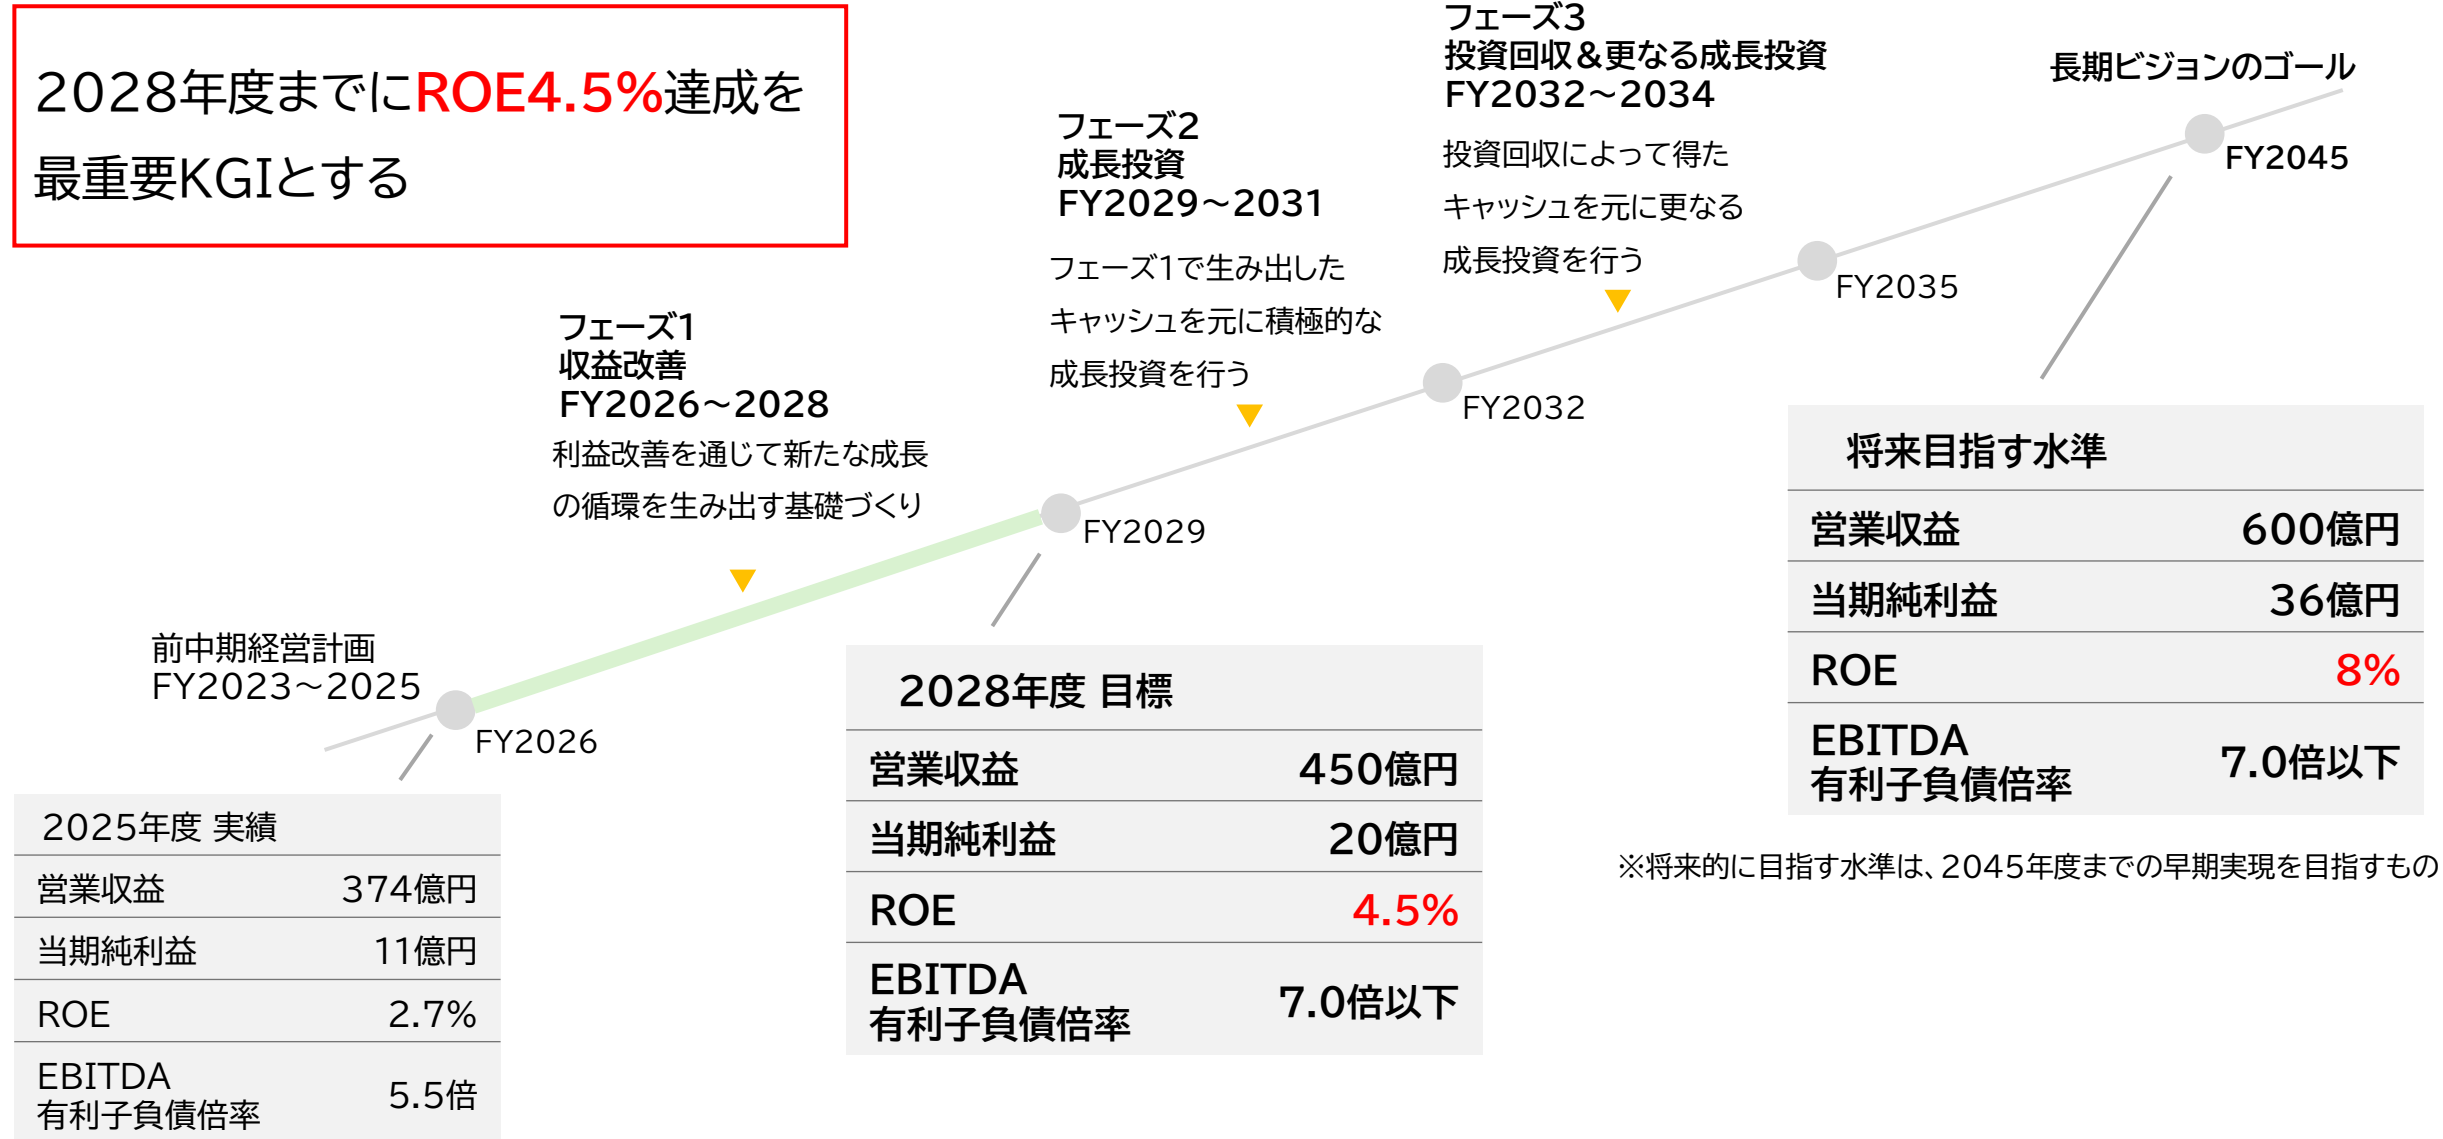 2028年度までにROE4.5%達成を
最重要KGIとする
前中期経営計画
FY2023～2025
FY2026
2025年度 実績
営業収益 374億円
当期純利益 11億円
ROE 2.7%
EBITDA
有利子負債倍率 5.5倍
フェーズ1
収益改善
FY2026～2028
利益改善を通じて新たな成長
の循環を生み出す基礎づくり
FY2029
2028年度 目標
営業収益 450億円
当期純利益 20億円
ROE 4.5%
EBITDA
有利子負債倍率 7.0倍以下
フェーズ2
成長投資
FY2029～2031
フェーズ1で生み出した
キャッシュを元に積極的な
成長投資を行う
FY2032
フェーズ3
投資回収＆更なる成長投資
FY2032～2034
投資回収によって得た
キャッシュを元に更なる
成長投資を行う
FY2035
長期ビジョンのゴール
FY2045
将来目指す水準
営業収益 600億円
当期純利益 36億円
ROE 8%
EBITDA
有利子負債倍率 7.0倍以下
※将来的に目指す水準は、2045年度までの早期実現を目指すもの